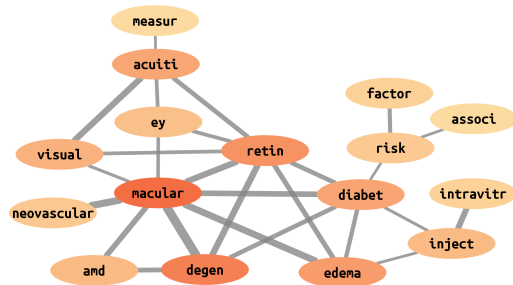 measur
acuiti
factor
ey
associ
visual
retin
risk
macular
diabet
intravitr
neovascular
inject
amd
degen
edema